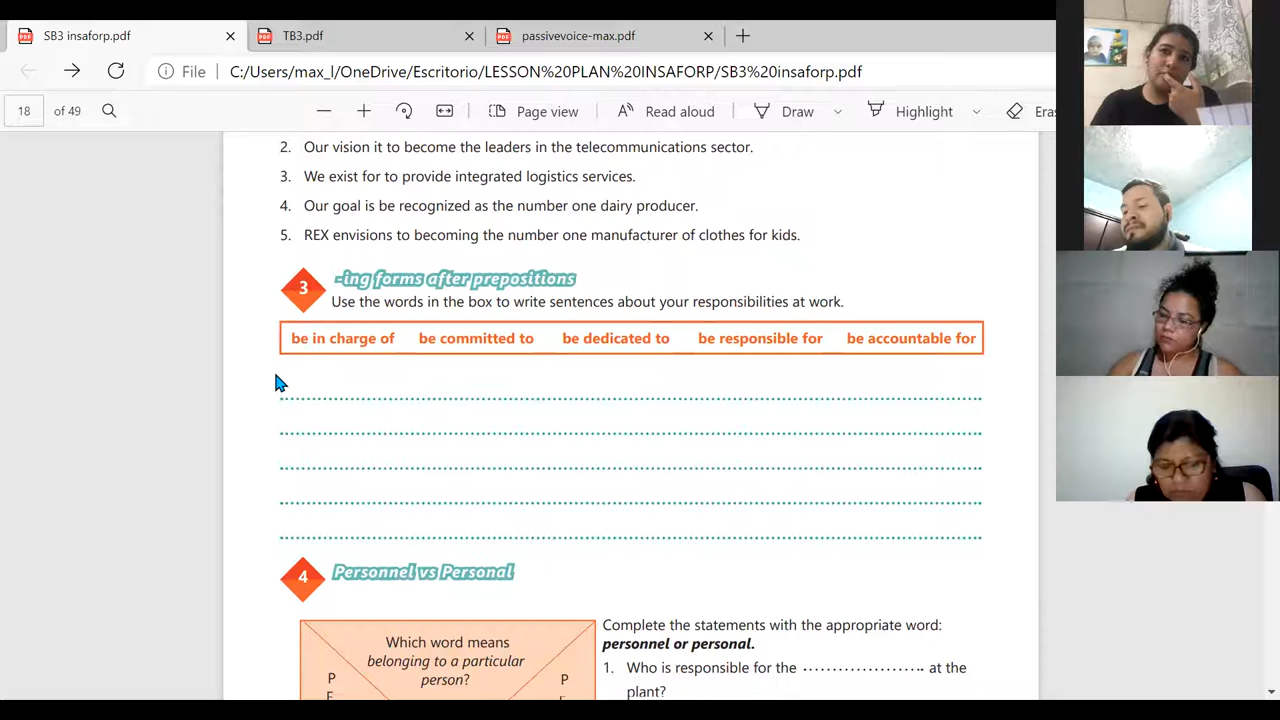 SB3 insaforp.pdf
TB3.pdf
passivevoice-max.pdf
File
C:/Users/max_l/OneDrive/Escritorio/LESSON%20PLAN%20INSAFORP/SB3%20insaforp.pdf
18 of 49
Page view
Read aloud
Draw
Highlight
Eras
2. Our vision it to become the leaders in the telecommunications sector.
3. We exist for to provide integrated logistics services.
4. Our goal is be recognized as the number one dairy producer.
5. REX envisions to becoming the number one manufacturer of clothes for kids.
3 -ing forms after prepositions
Use the words in the box to write sentences about your responsibilities at work.
be in charge of be committed to be dedicated to be responsible for be accountable for
4 Personnel vs Personal
Which word means
belonging to a particular
person?
P
E
P
Complete the statements with the appropriate word:
personnel or personal.
1. Who is responsible for the ........................ at the
plant?